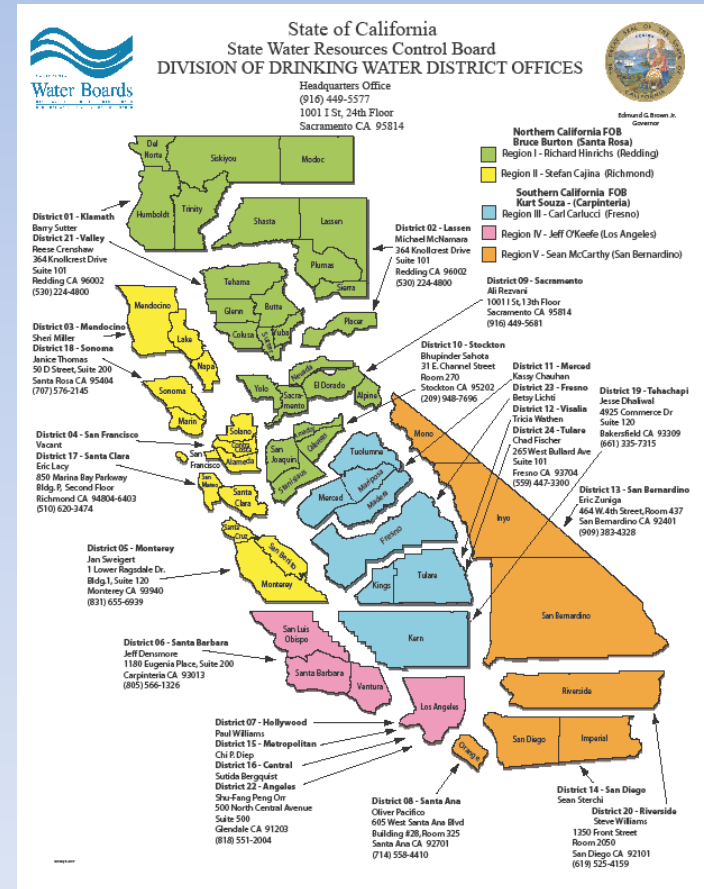 State of California
State Water Resources Control Board
DIVISION OF DRINKING WATER DISTRICT OFFICES
Headquarters Office
(916) 449-5577
1001 I St, 24th Floor
Sacramento CA 95814
Water Boards
Edmund G. Brown Jr.
Governor
Northern California FOB
Bruce Burton (Santa Rosa)
Region I - Richard Hinrichs (Redding)
Region II - Stefan Cajina (Richmond)
Southern California FOB
Kurt Souza - (Carpinteria)
Region III - Carl Carlucci (Fresno)
Region IV - Jeff O'Keefe (Los Angeles)
Region V - Sean McCarthy (San Bernardino)
Del
Norte
Siskiyou
Modoc
Humboldt
Trinity
Shasta
Lassen
Plumas
Sierra
District 01 - Klamath
Barry Sutter
District 21 - Valley
Reese Crenshaw
364 Knollcrest Drive
Suite 101
Redding CA 96002
(530) 224-4800
District 02 - Lassen
Michael McNamara
364 Knollcrest Drive
Suite 101
Redding CA 96002
(530) 224-4800
Tehama
Glenn
Butte
Colusa
Sutter
Yuba
Placer
District 09 - Sacramento
Ali Rezvani
1001 I St, 13th Floor
Sacramento CA 95814
(916) 449-5681
Mendocino
Lake
Napa
Sonoma
Marin
District 03 - Mendocino
Sheri Miller
District 18 - Sonoma
Janice Thomas
50 D Street, Suite 200
Santa Rosa CA 95404
(707) 576-2145
Nevada
Yolo
Sacra-
mento
El Dorado
Alpine
District 10 - Stockton
Bhupinder Sahota
31 E. Channel Street
Room 270
Stockton CA 95202
(209) 948-7696
District 11 - Merced
Kassy Chauhan
District 23 - Fresno
Betsy Lichti
District 12 - Visalia
Tricia Wathen
District 24 - Tulare
Chad Fischer
265 West Bullard Ave
Suite 101
Fresno CA 93704
(559) 447-3300
District 19 - Tehachapi
Jesse Dhaliwal
4925 Commerce Dr
Suite 120
Bakersfield CA 93309
(661) 335-7315
District 13 - San Bernardino
Eric Zuniga
464 W. 4th Street, Room 437
San Bernardino CA 92401
(909) 383-4328
District 04 - San Francisco
Vacant
District 17 - Santa Clara
Eric Lacy
850 Marina Bay Parkway
Bldg. P, Second Floor
Richmond CA 94804-6403
(510) 620-3474
Solano
Contra
Costa
Alameda
San
Francisco
San Mateo
Santa
Clara
Amador
Calaveras
San
Joaquin
Stanislaus
Tuolumne
Mariposa
Merced
Madera
Fresno
Kings
Tulare
Kern
Mono
Inyo
San Bernardino
Santa
Cruz
San Benito
Monterey
District 05 - Monterey
Jan Sweigert
1 Lower Ragsdale Dr.
Bldg.1, Suite 120
Monterey CA 93940
(831) 655-6939
San Luis
Obispo
Santa Barbara
Ventura
Los Angeles
District 06 - Santa Barbara
Jeff Densmore
1180 Eugenia Place, Suite 200
Carpinteria CA 93013
(805) 566-1326
Riverside
San Diego
Imperial
Orange
District 07 - Hollywood
Paul Williams
District 15 - Metropolitan
Chi P. Diep
District 16 - Central
Sutida Bergquist
District 22 - Angeles
Shu-Fang Peng Orr
500 North Central Avenue
Suite 500
Glendale CA 91203
(818) 551-2004
District 08 - Santa Ana
Oliver Pacifico
605 West Santa Ana Blvd
Building #28, Room 325
Santa Ana CA 92701
(714) 558-4410
District 14 - San Diego
Sean Sterchi
District 20 - Riverside
Steve Williams
1350 Front Street
Room 2050
San Diego CA 92101
(619) 525-4159